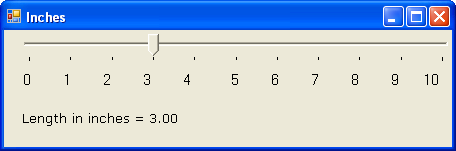 Inches
0 1 2 3 4 5 6 7 8 9 10
Length in inches = 3.00